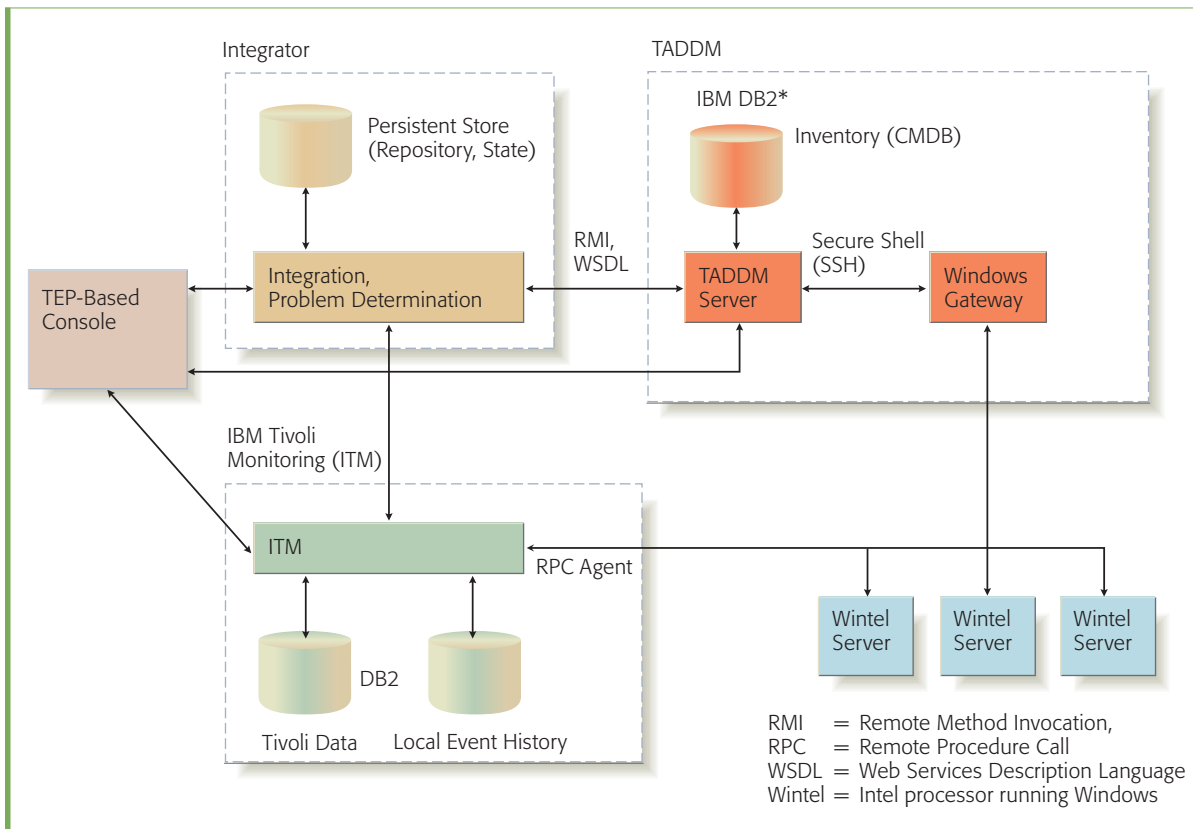 Integrator
TADDM
Persistent Store
(Repository, State)
IBM DB2*
Inventory (CMDB)
RMI,
WSDL
Secure Shell
(SSH)
TEP-Based
Console
Integration,
Problem Determination
TADDM
Server
Windows
Gateway
IBM Tivoli
Monitoring (ITM)
ITM
RPC Agent
DB2
Tivoli Data
Local Event History
Wintel
Server
Wintel
Server
Wintel
Server
RMI = Remote Method Invocation,
RPC = Remote Procedure Call
WSDL = Web Services Description Language
Wintel = Intel processor running Windows